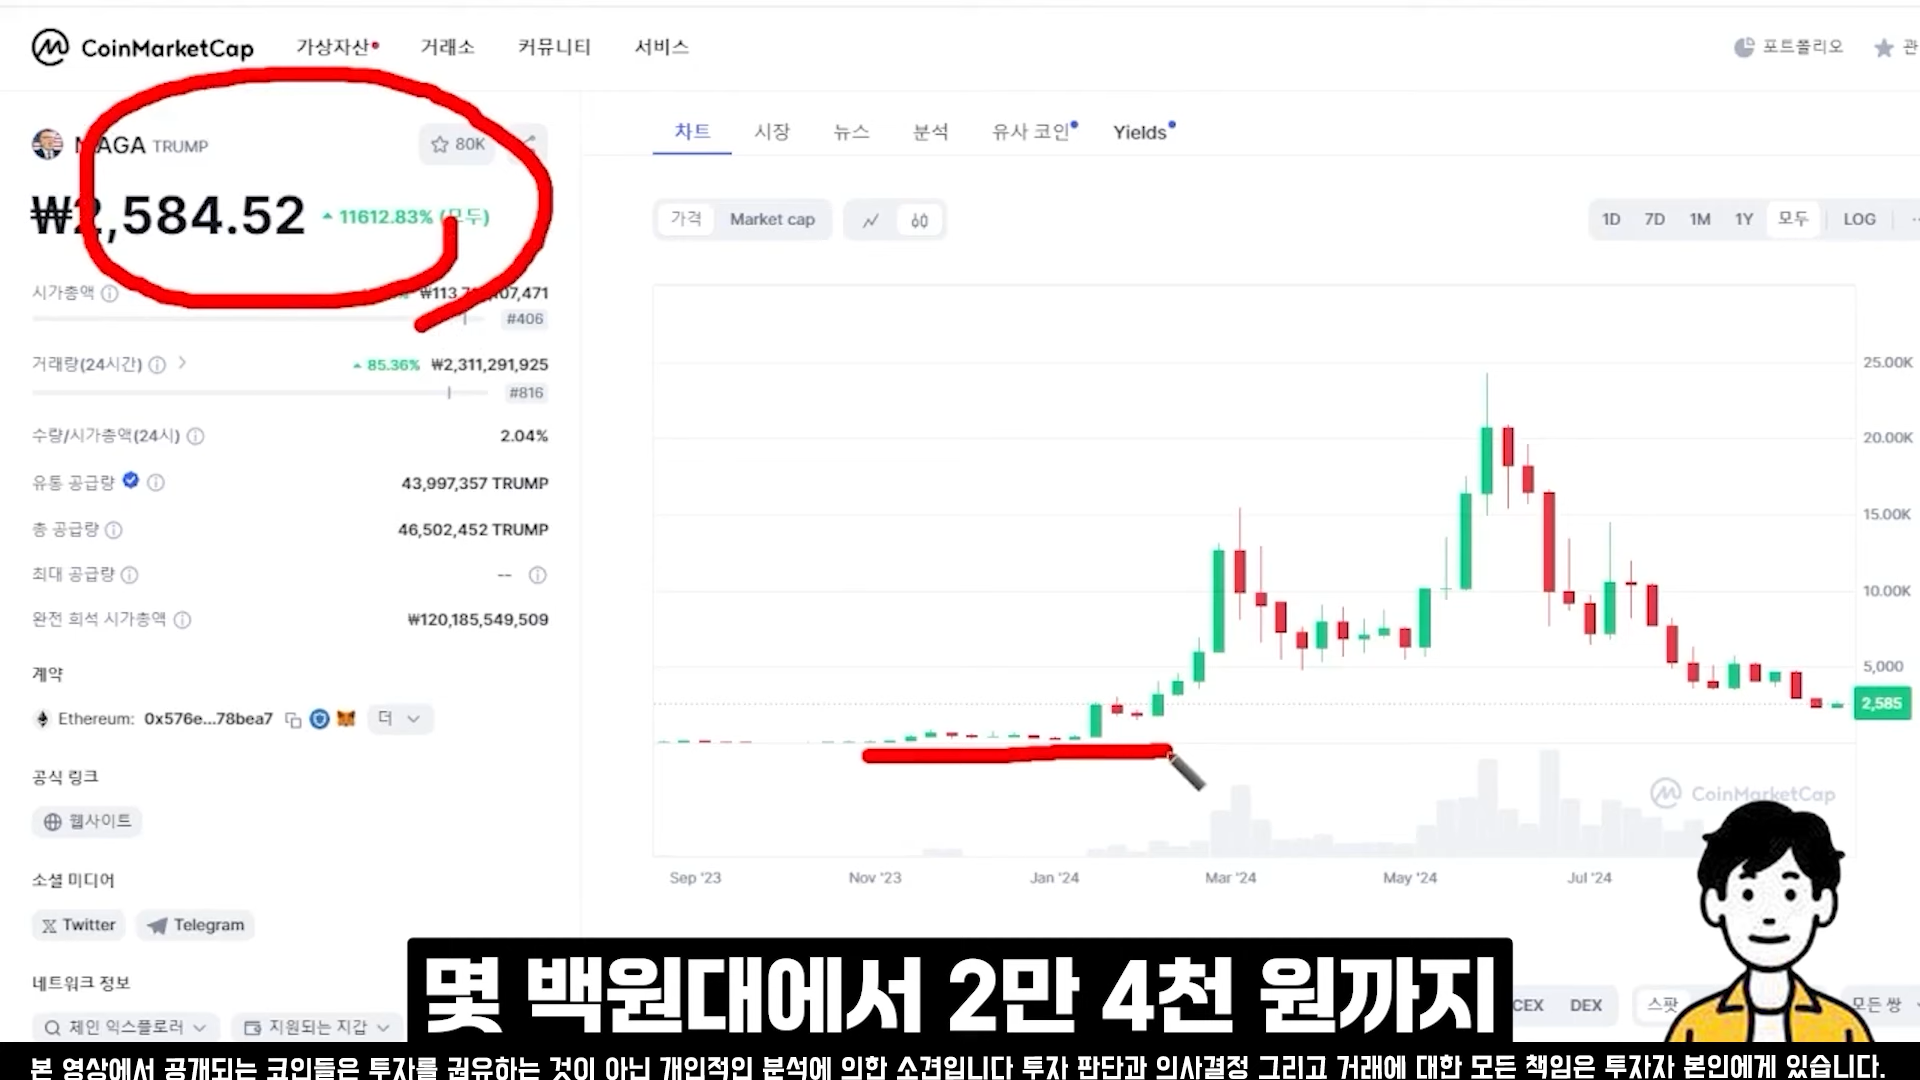 CoinMarketCap 가상자산 거래소 커뮤니티 서비스 포트폴리오 관
MAGA TRUMP 80K
₩2,584.52 11612.83% (모두)
시가총액
#406
거래량(24시간) 85.36% ₩2,311,291,925
#816
수량/시가총액(24시) 2.04%
유통 공급량 43,997,357 TRUMP
총 공급량 46,502,452 TRUMP
최대 공급량 --
완전 희석 시가총액 ₩120,185,549,509
계약
Ethereum: 0x576e...78bea7 더
공식 링크
웹사이트
소셜 미디어
Twitter Telegram
네트워크 정보
체인 익스플로러 지원되는 지갑
차트 시장 뉴스 분석 유사 코인 Yields
가격 Market cap 1D 7D 1M 1Y 모두 LOG
25.00K
20.00K
15.00K
10.00K
5,000
2,585
CoinMarketCap
Sep '23 Nov '23 Jan '24 Mar '24 May '24 Jul '24
CEX DEX 스팟 모든 쌍
몇 백원대에서 2만 4천 원까지
본 영상에서 공개되는 코인들은 투자를 권유하는 것이 아닌 개인적인 분석에 의한 소견입니다 투자 판단과 의사결정 그리고 거래에 대한 모든 책임은 투자자 본인에게 있습니다.